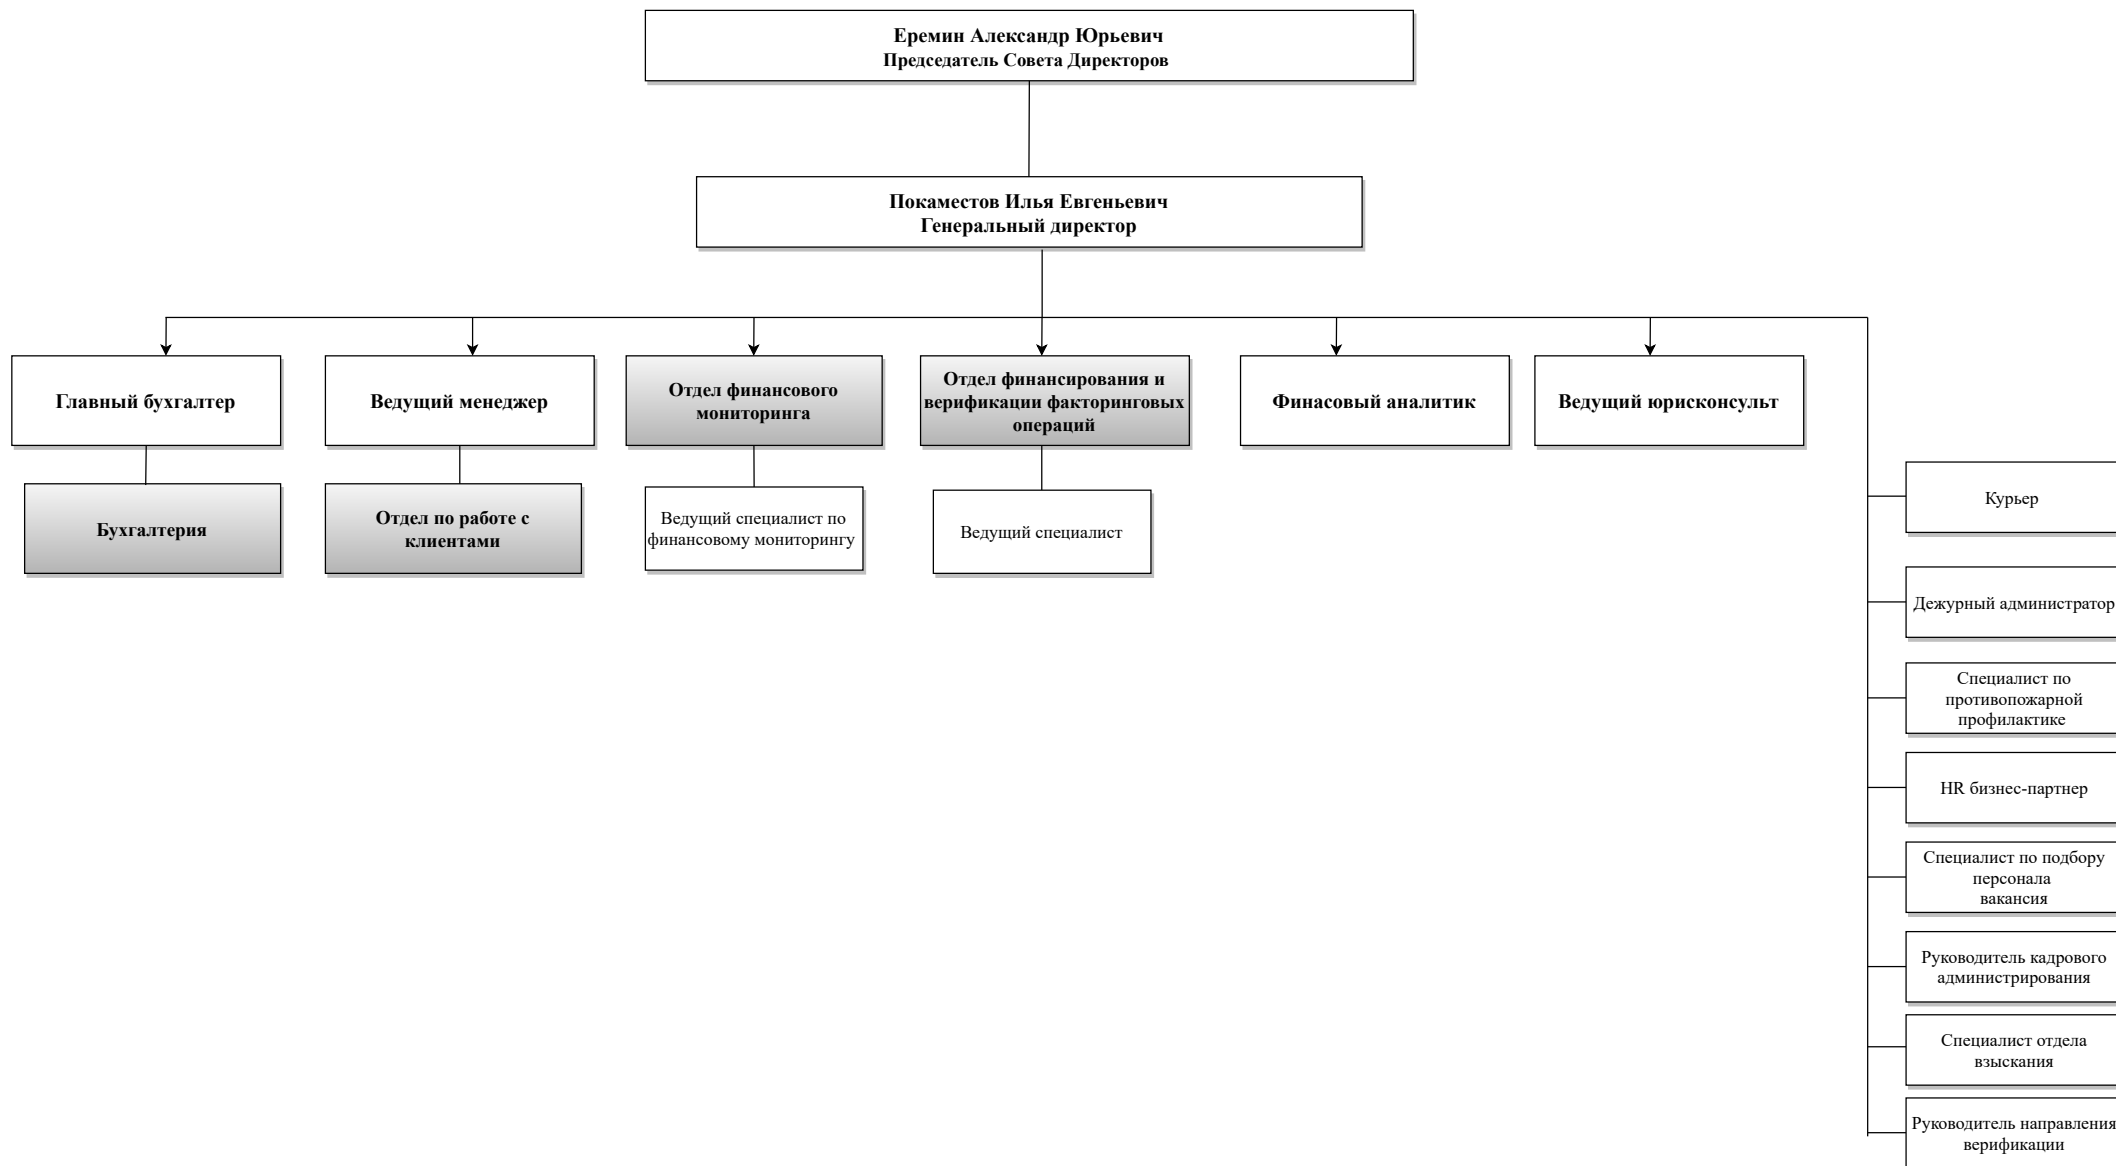 Еремин Александр Юрьевич
Председатель Совета Директоров
Покаместов Илья Евгеньевич
Генеральный директор
Главный бухгалтер
Ведущий менеджер
Отдел финансового
мониторинга
Отдел финансирования и
верификации факторинговых
операций
Финасовый аналитик
Ведущий юрисконсульт
Бухгалтерия
Отдел по работе с
клиентами
Ведущий специалист по
финансовому мониторингу
Ведущий специалист
Курьер
Дежурный администратор
Специалист по
противопожарной
профилактике
HR бизнес-партнер
Специалист по подбору
персонала
вакансия
Руководитель кадрового
администрирования
Специалист отдела
взыскания
Руководитель направления
верификации